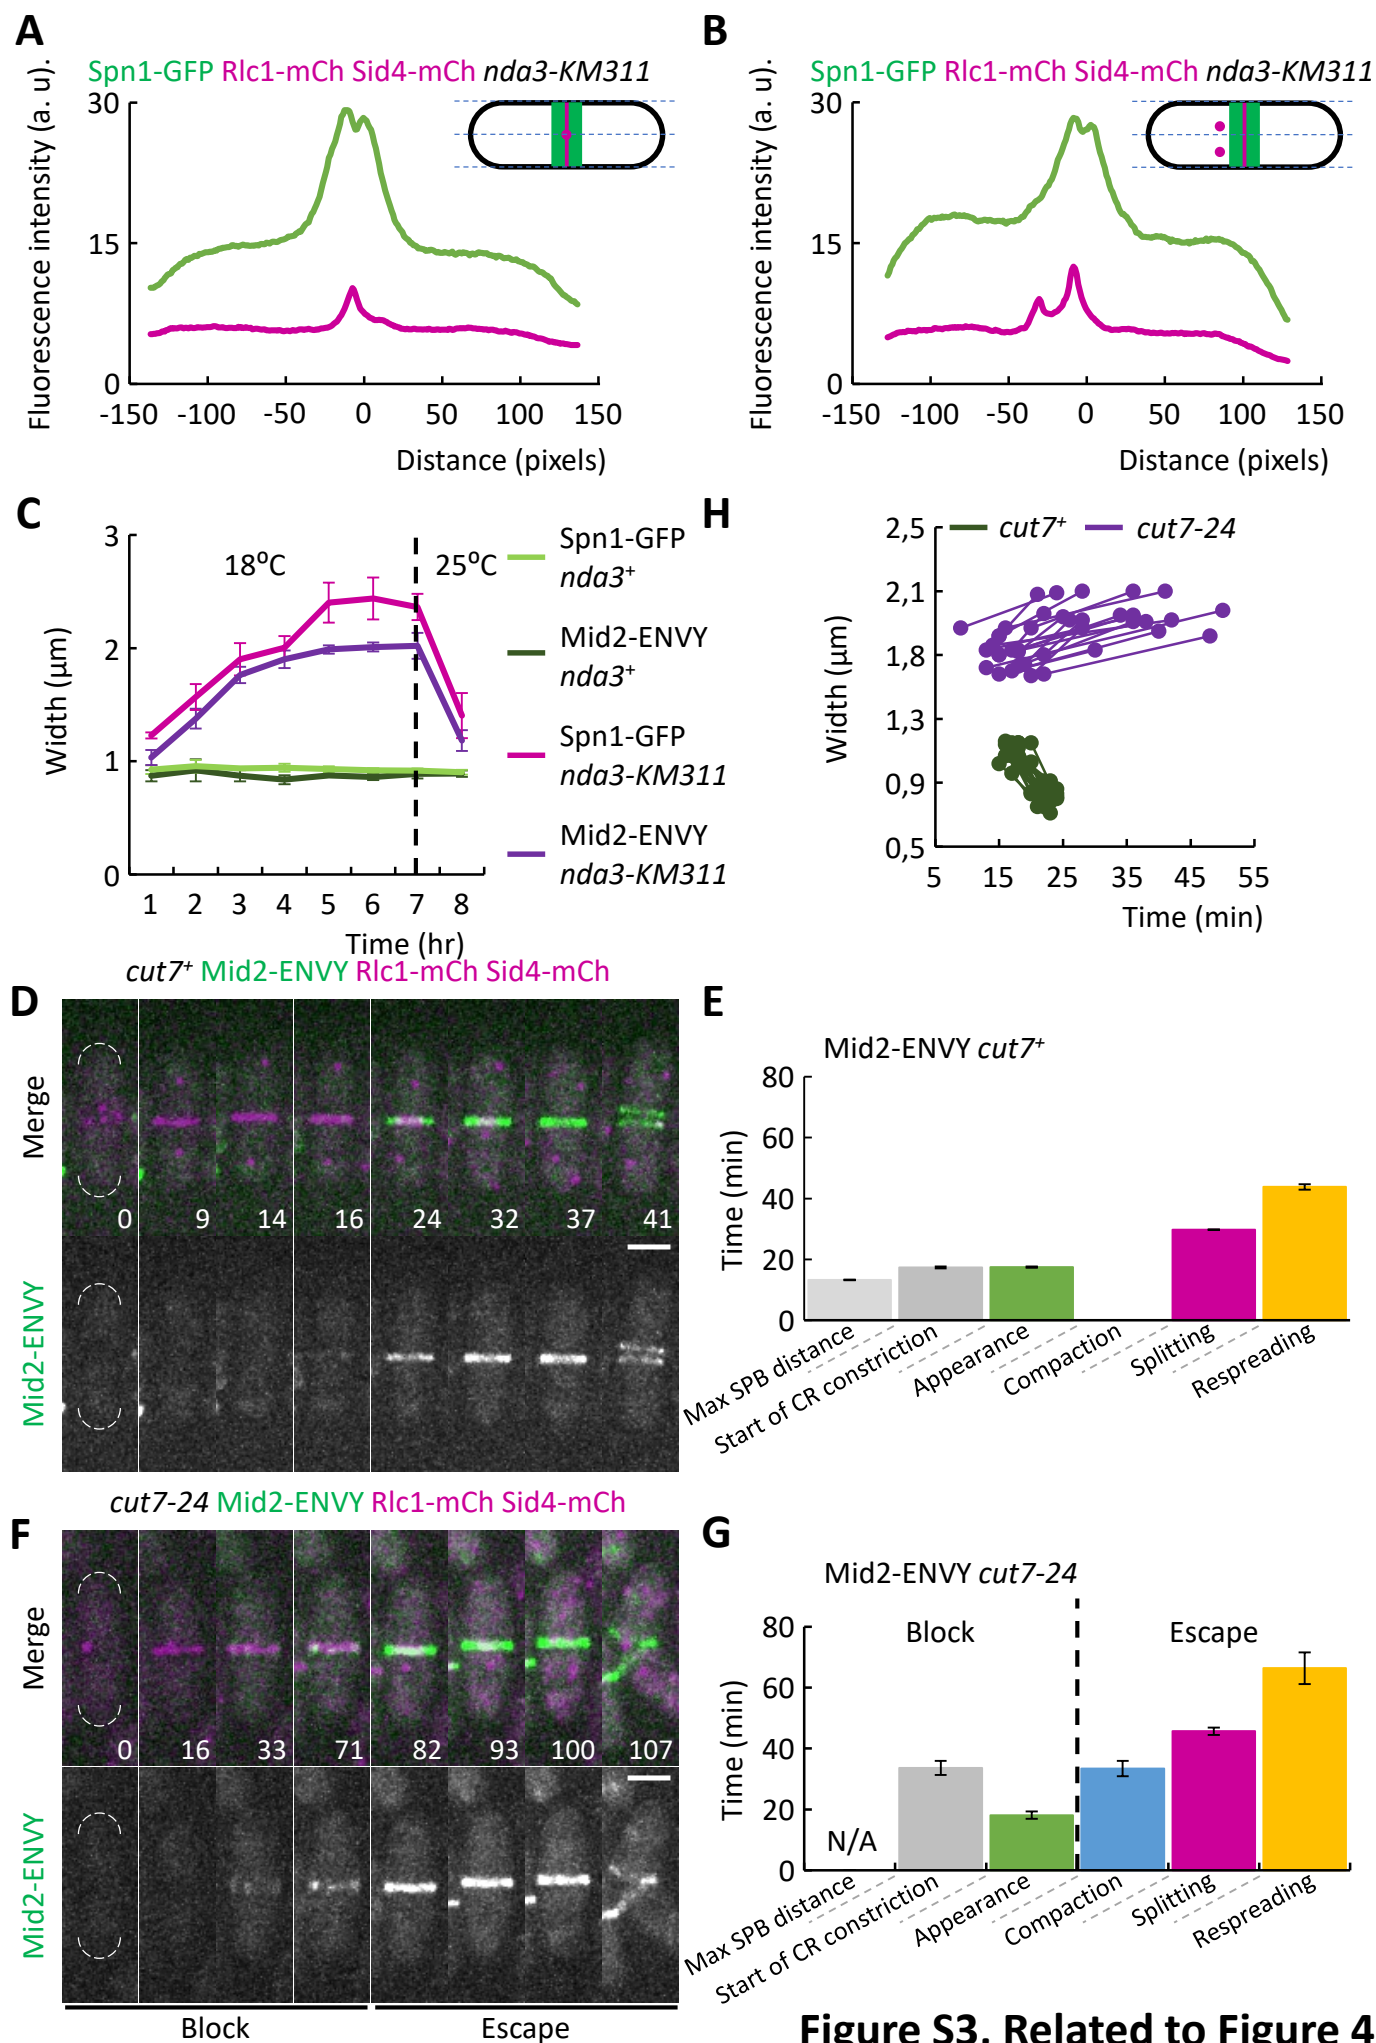 A
Spn1-GFP Rlc1-mCh Sid4-mCh nda3-KM311
Fluorescence intensity (a. u).
30
15
0
-150 -100 -50 0 50 100 150
Distance (pixels)
B
Spn1-GFP Rlc1-mCh Sid4-mCh nda3-KM311
Fluorescence intensity (a. u).
30
15
0
-150 -100 -50 0 50 100 150
Distance (pixels)
C
Width (µm)
3
2
1
0
18ºC
25ºC
1 2 3 4 5 6 7 8
Time (hr)
Spn1-GFP
nda3+
Mid2-ENVY
nda3+
Spn1-GFP
nda3-KM311
Mid2-ENVY
nda3-KM311
H
cut7+ cut7-24
Width (µm)
2,5
2,1
1,8
1,3
0,9
0,5
5 15 25 35 45 55
Time (min)
cut7+ Mid2-ENVY Rlc1-mCh Sid4-mCh
D
Merge
0 9 14 16 24 32 37 41
Mid2-ENVY
E
Mid2-ENVY cut7+
Time (min)
80
60
40
20
0
Max SPB distance
Start of CR constriction
Appearance
Compaction
Splitting
Respreading
cut7-24 Mid2-ENVY Rlc1-mCh Sid4-mCh
F
Merge
0 16 33 71 82 93 100 107
Mid2-ENVY
Block Escape
G
Mid2-ENVY cut7-24
Block Escape
Time (min)
80
60
40
20
0
N/A
Max SPB distance
Start of CR constriction
Appearance
Compaction
Splitting
Respreading
Figure S3. Related to Figure 4